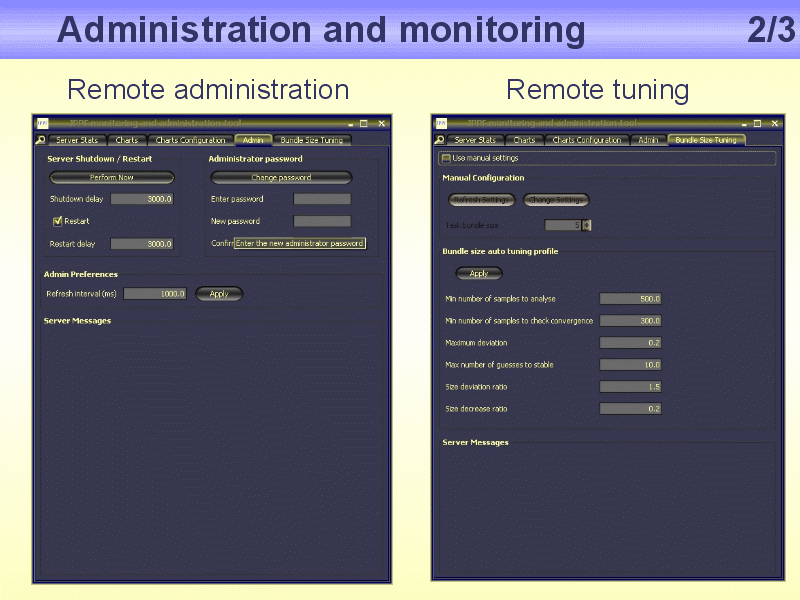 Administration and monitoring 2/3
Remote administration
JPPF monitoring and administration tool
Server Stats Charts Charts Configuration Admin Bundle Size Tuning
Server Shutdown / Restart Administrator password
Perform Now Change password
Shutdown delay 3000.0 Enter password
Restart New password
Restart delay 3000.0 Confir Enter the new administrator password
Admin Preferences
Refresh interval (ms) 1000.0 Apply
Server Messages
Remote tuning
JPPF monitoring and administration tool
Server Stats Charts Charts Configuration Admin Bundle Size Tuning
Use manual settings
Manual Configuration
Refresh Settings Change Settings
Task bundle size 5
Bundle size auto tuning profile
Apply
Min number of samples to analyse 500.0
Min number of samples to check convergence 300.0
Maximum deviation 0.2
Max number of guesses to stable 10.0
Size deviation ratio 1.5
Size decrease ratio 0.2
Server Messages